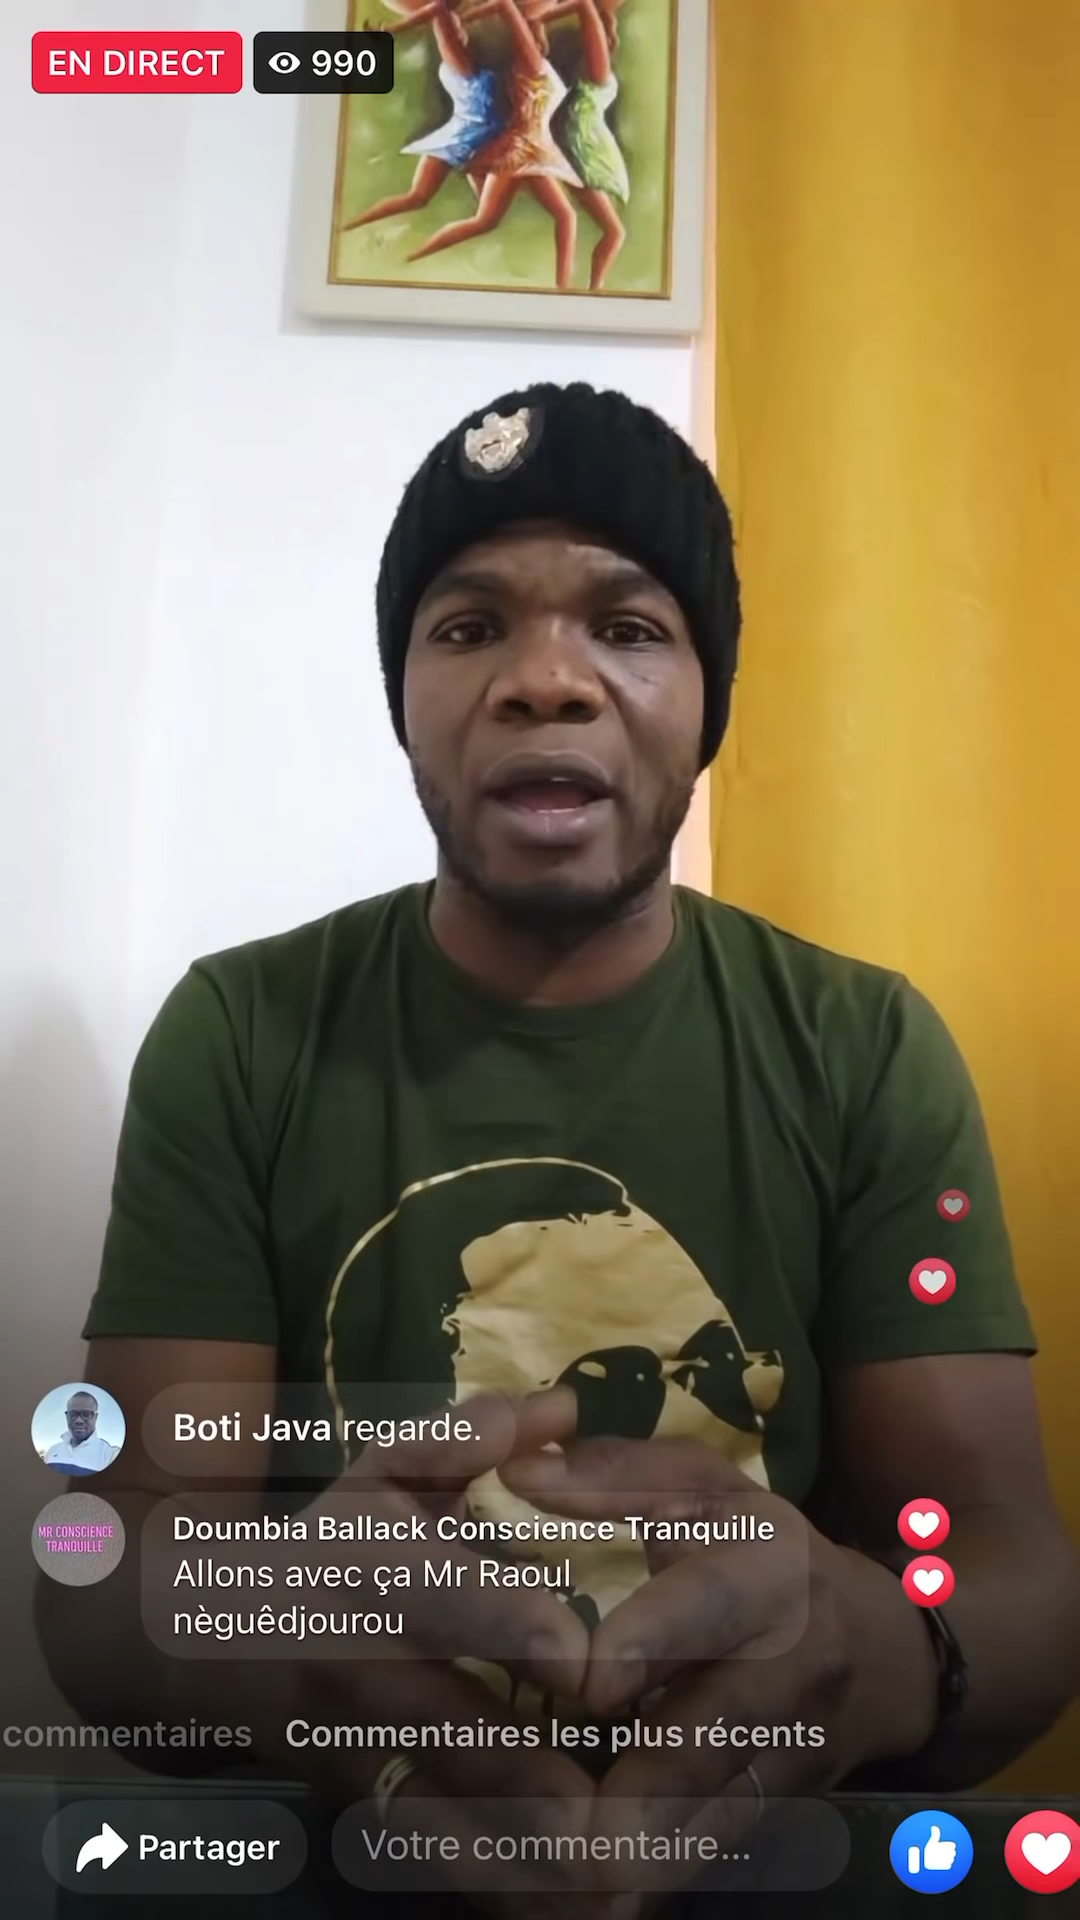 EN DIRECT
990
Boti Java regarde.
MR CONSCIENCE
TRANQUILLE
Doumbia Ballack Conscience Tranquille
Allons avec ça Mr Raoul
nèguêdjourou
commentaires Commentaires les plus récents
Partager
Votre commentaire...